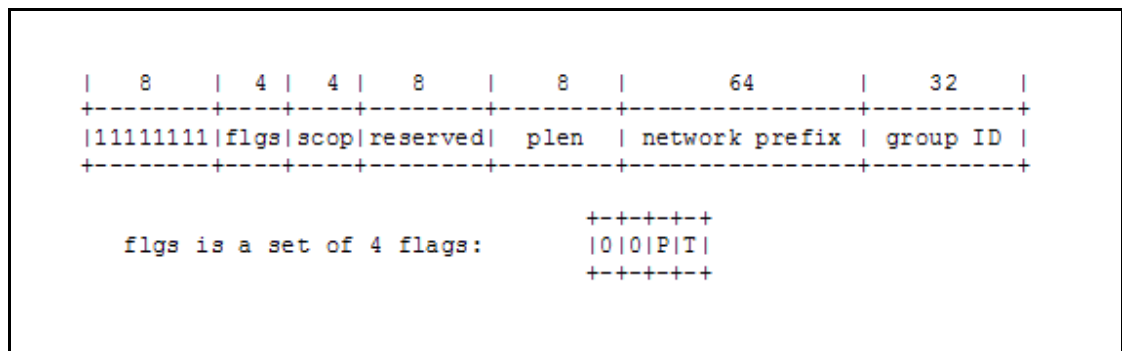 |   8    |  4 |  4 |   8    |    8    |       64        |    32    |
+--------+----+----+--------+--------+----------------+----------+
|11111111|flgs|scop|reserved|  plen  | network prefix | group ID |
+--------+----+----+--------+--------+----------------+----------+
+-+-+-+-+
flgs is a set of 4 flags:    |0|0|P|T|
+-+-+-+-+